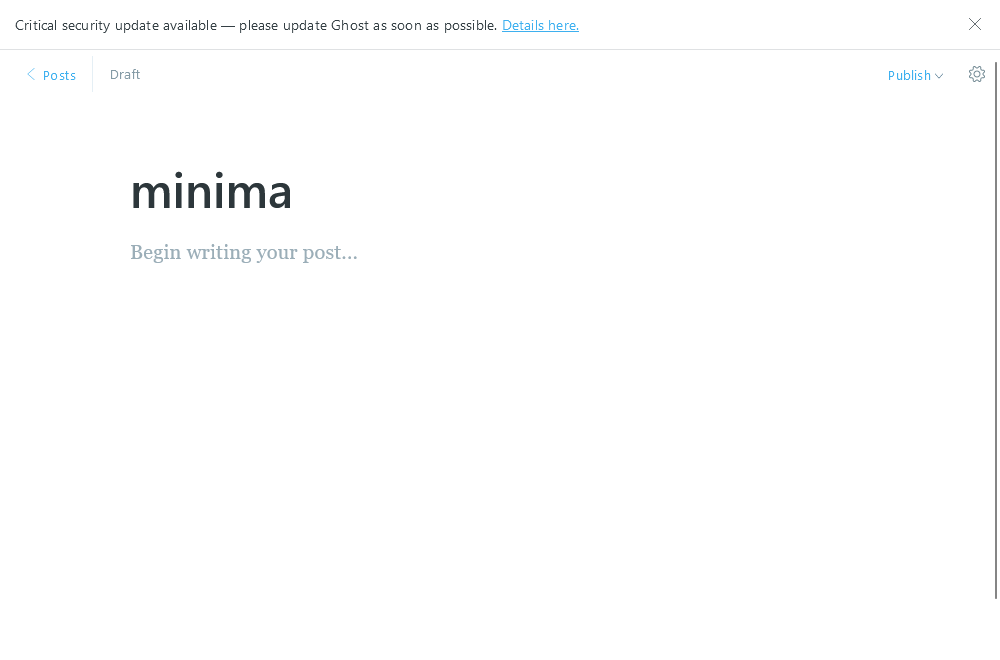 Critical security update available — please update Ghost as soon as possible. Details here.
Posts
Draft
Publish
minima
Begin writing your post...